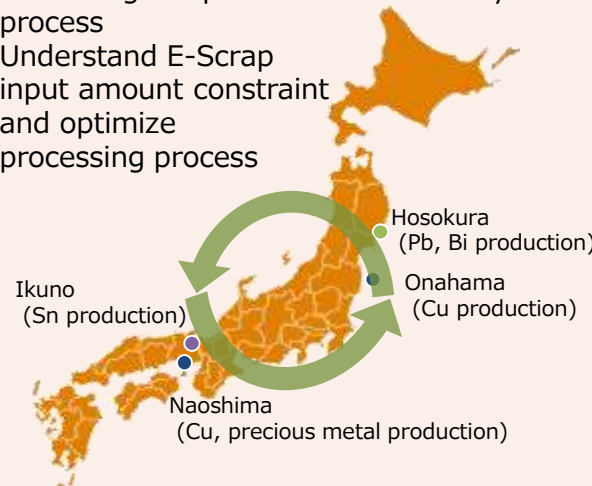 process
Understand E-Scrap
input amount constraint
and optimize
processing process
Hosokura
(Pb, Bi production)
Onahama
(Cu production)
Ikuno
(Sn production)
Naoshima
(Cu, precious metal production)